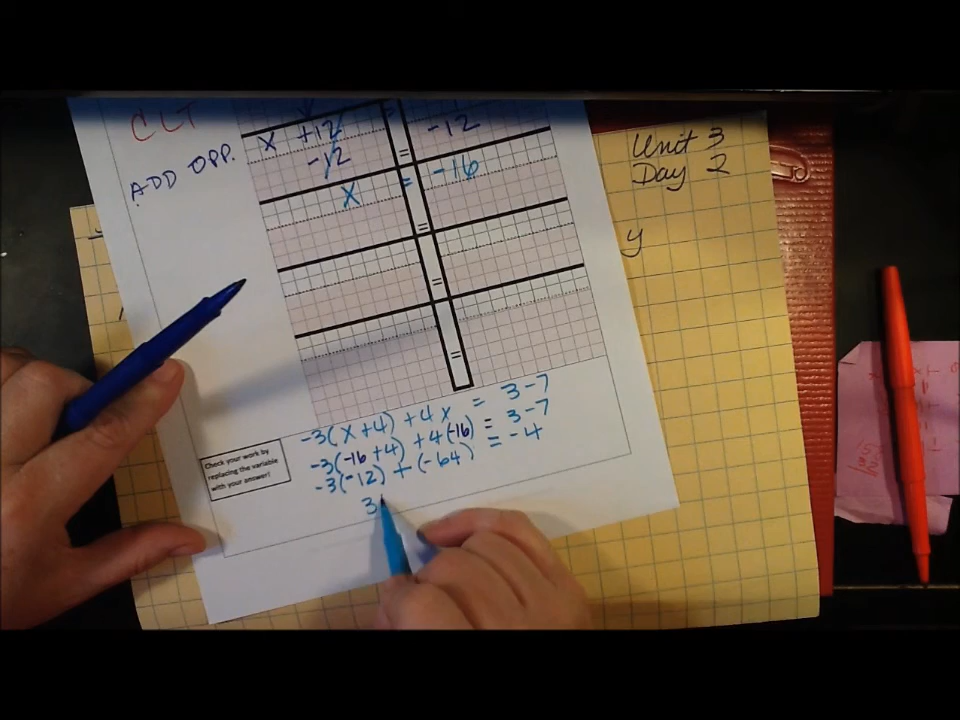 CLT
x +12 = -12
ADD OPP. -12 =
x = -16
=
=
=
-3(x+4) + 4x = 3-7
-3(-16+4) + 4(-16) = 3-7
-3(-12) + (-64) = -4
3
Check your work by
replacing the variable
with your answer!
Unit 3
Day 2
y